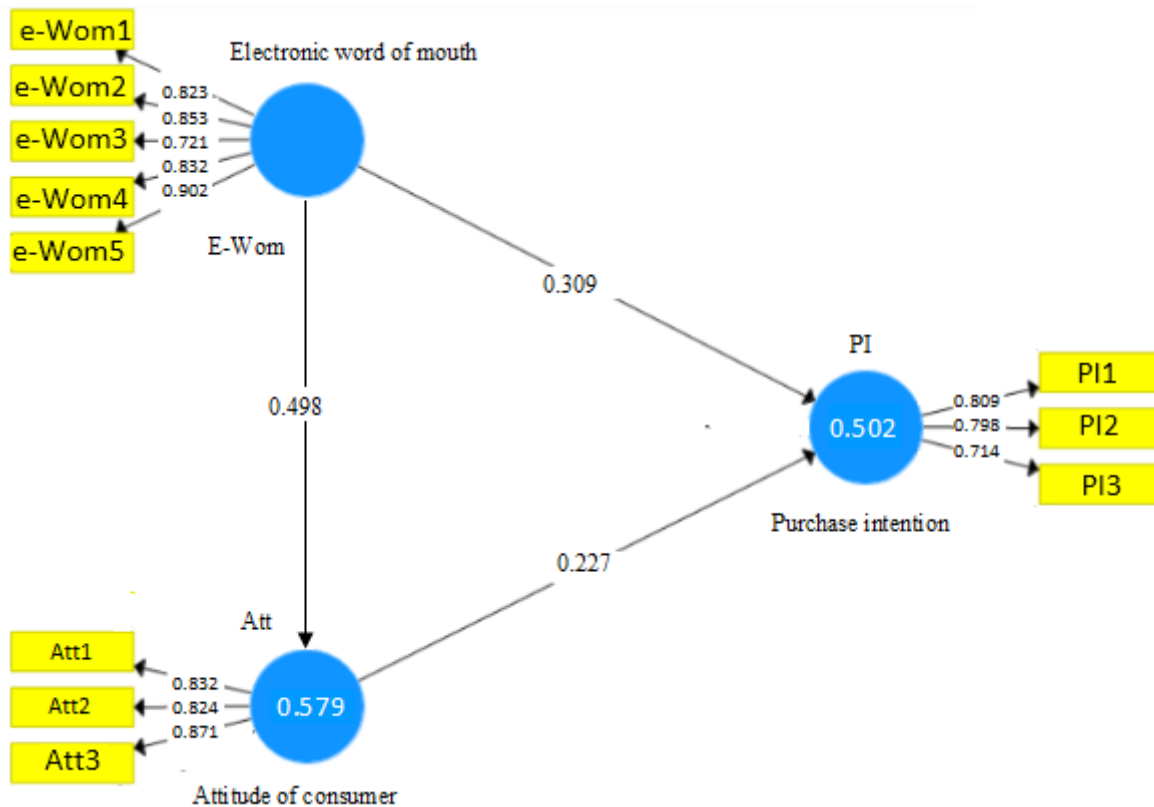 e-Wom1
Electronic word of mouth
e-Wom2
0.823
0.853
e-Wom3
0.721
0.832
e-Wom4
0.902
e-Wom5
E-Wom
0.309
PI
PI1
0.809
0.498
0.502
0.798
PI2
0.714
PI3
Purchase intention
0.227
Att
Att1
0.832
Att2
0.824
0.579
0.871
Att3
Attitude of consumer